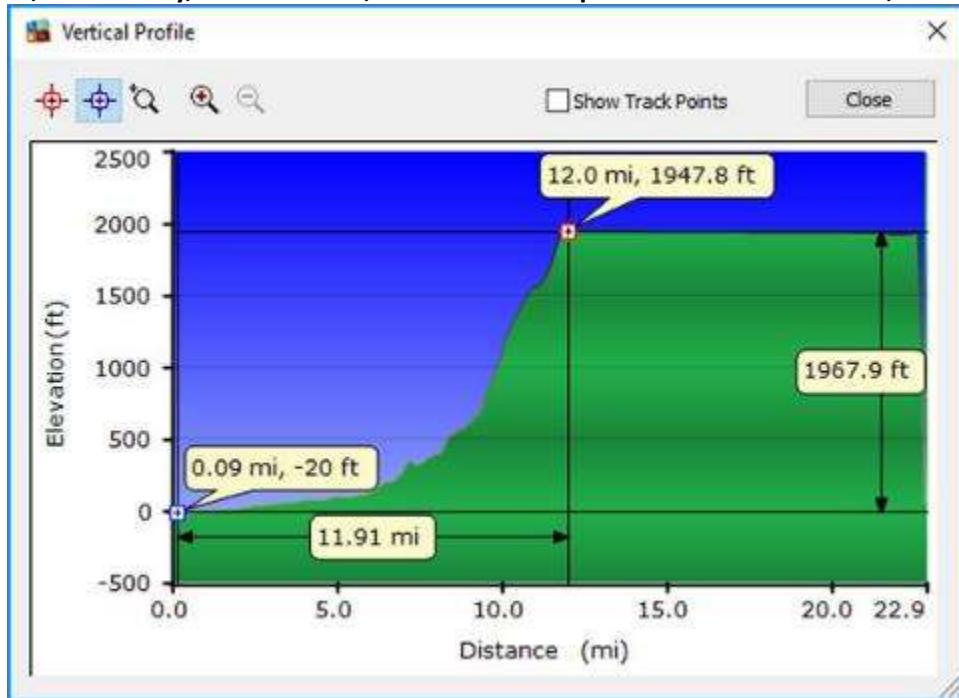 Vertical Profile
Show Track Points
Close
2500
2000
1500
1000
500
0
-500
Elevation (ft)
12.0 mi, 1947.8 ft
1967.9 ft
0.09 mi, -20 ft
11.91 mi
0.0 5.0 10.0 15.0 20.0 22.9
Distance (mi)